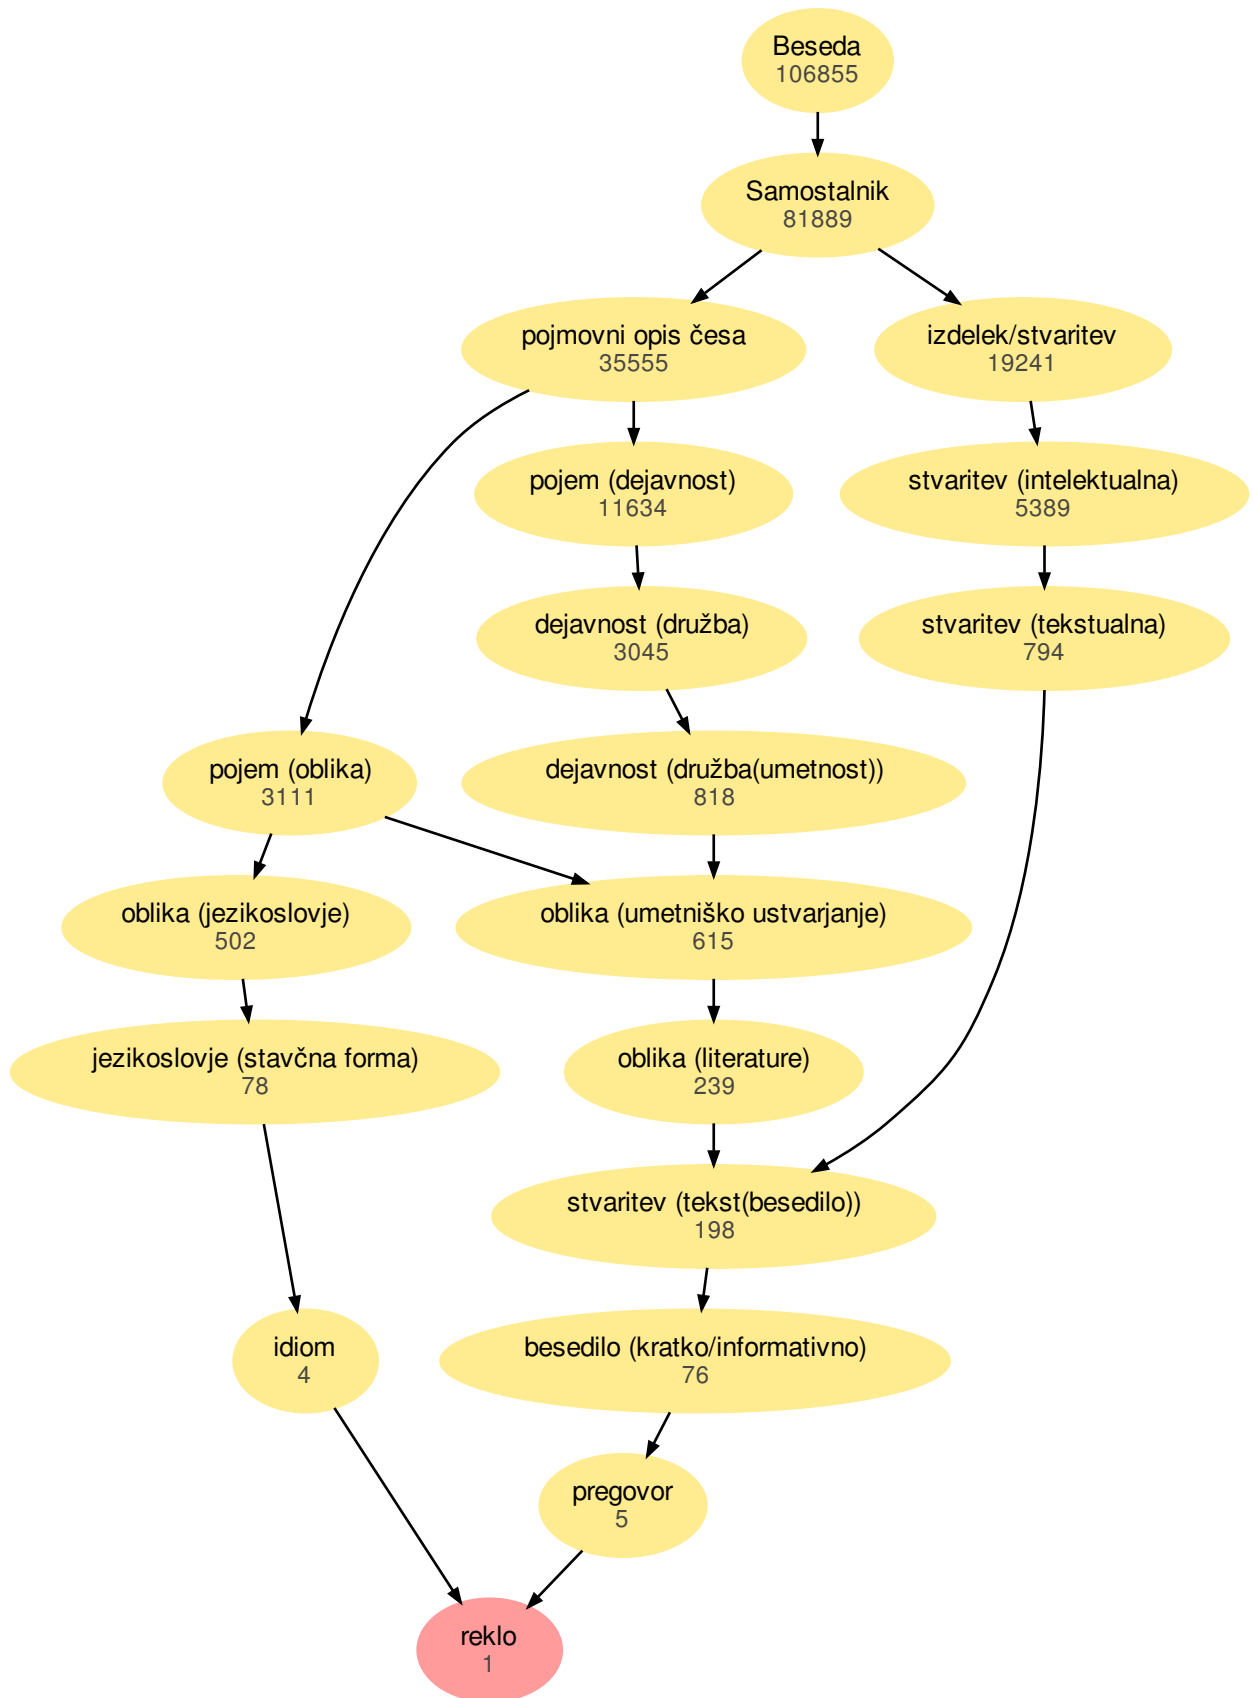 Beseda
106855
Samostalnik
81889
pojmovni opis česa
35555
izdelek/stvaritev
19241
pojem (dejavnost)
11634
stvaritev (intelektualna)
5389
dejavnost (družba)
3045
stvaritev (tekstualna)
794
pojem (oblika)
3111
dejavnost (družba(umetnost))
818
oblika (jezikoslovje)
502
oblika (umetniško ustvarjanje)
615
jezikoslovje (stavčna forma)
78
oblika (literature)
239
stvaritev (tekst(besedilo))
198
idiom
4
besedilo (kratko/informativno)
76
pregovor
5
reklo
1